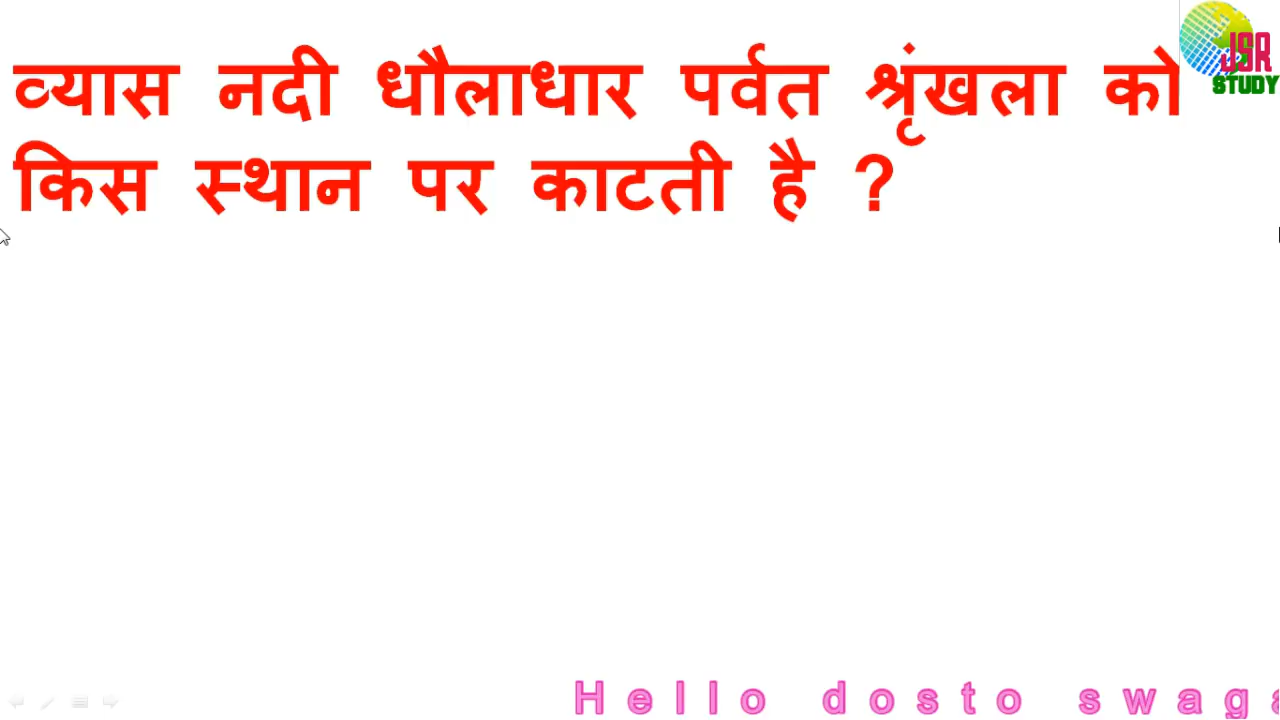 व्यास नदी धौलाधार पर्वत श्रृंखला को
किस स्थान पर काटती है ?
JSR
STUDY
Hello dosto swaga